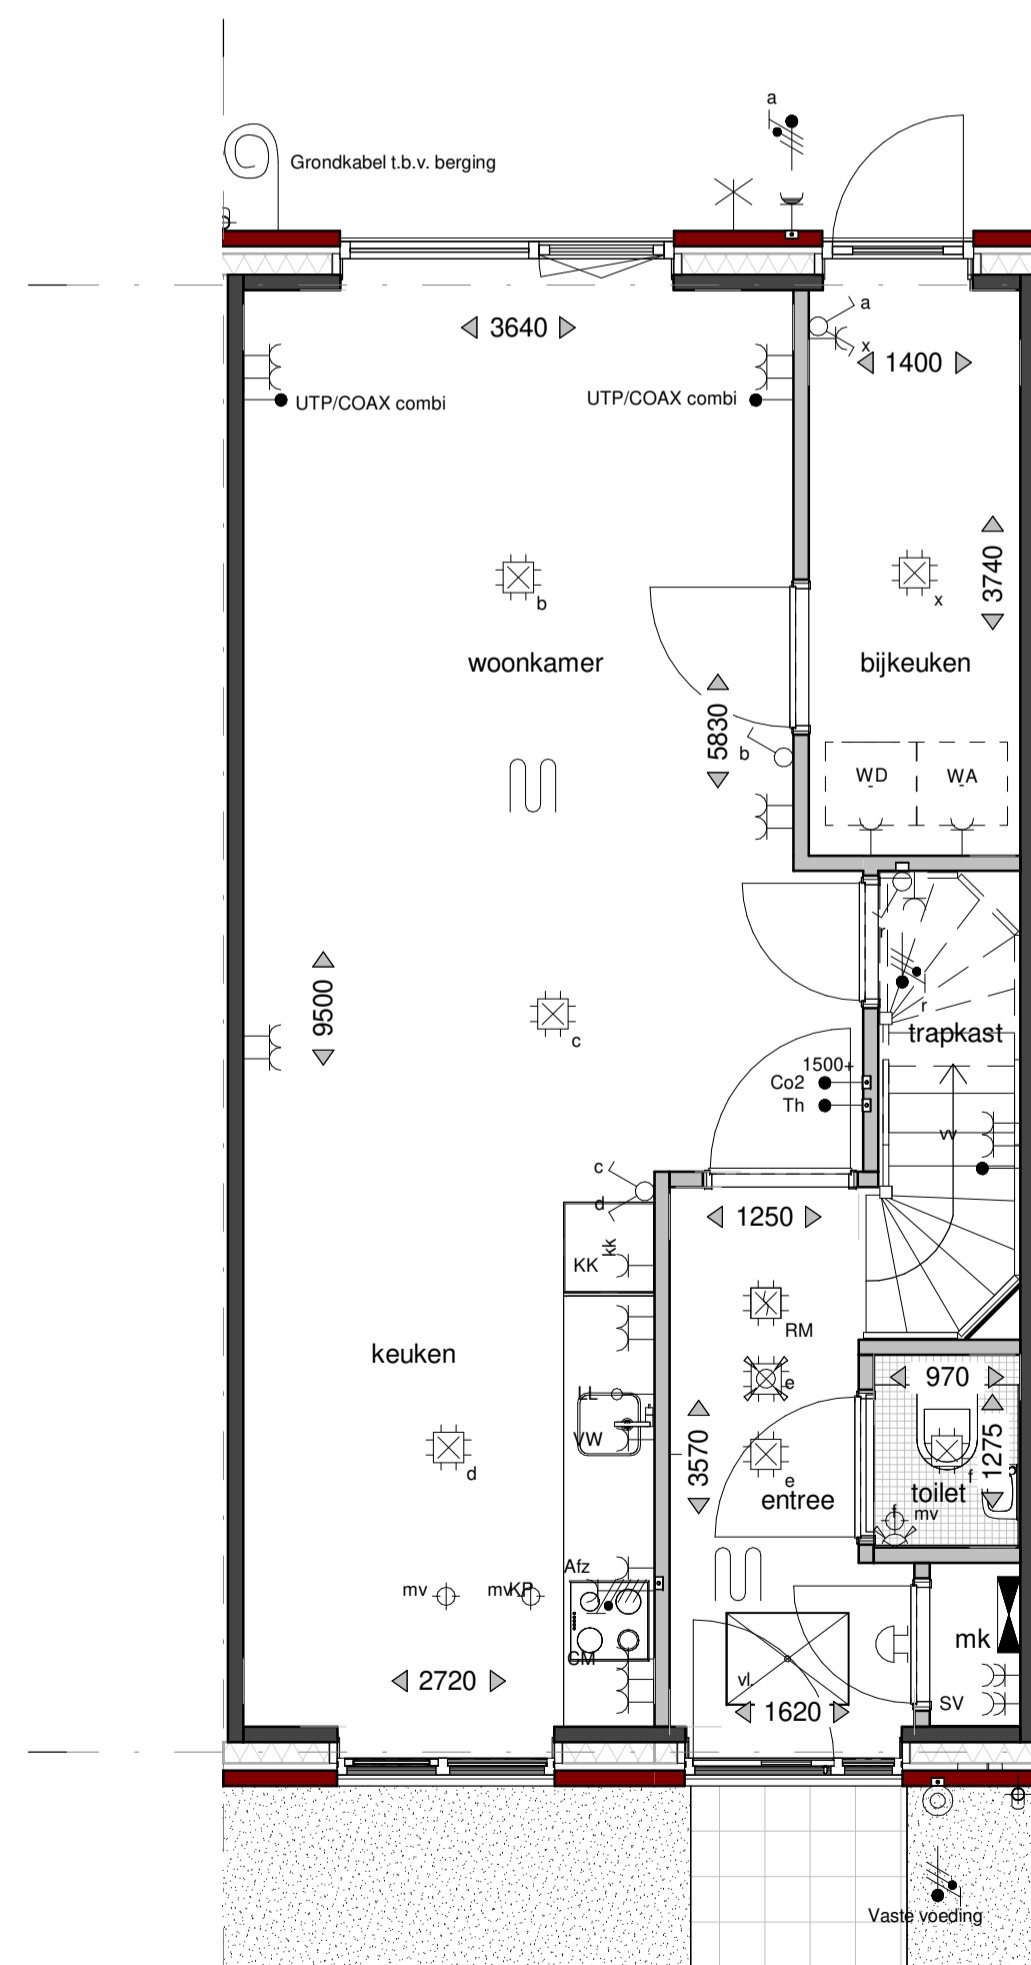 a
Grondkabel t.b.v. berging
a
3640
x
1400
UTP/COAX combi
UTP/COAX combi
3740
b
x
woonkamer
bijkeuken
5830
b
WD
WA
r
9500
r
c
trapkast
1500+
Co2
Th
vv
c
d
1250
kk
KK
RM
keuken
970
e
LL
VW
3570
1275
d
e
f
entree
toilet
f
mv
Afz
mv
mv
KP
mk
CM
2720
vl.
SV
1620
Vaste voeding